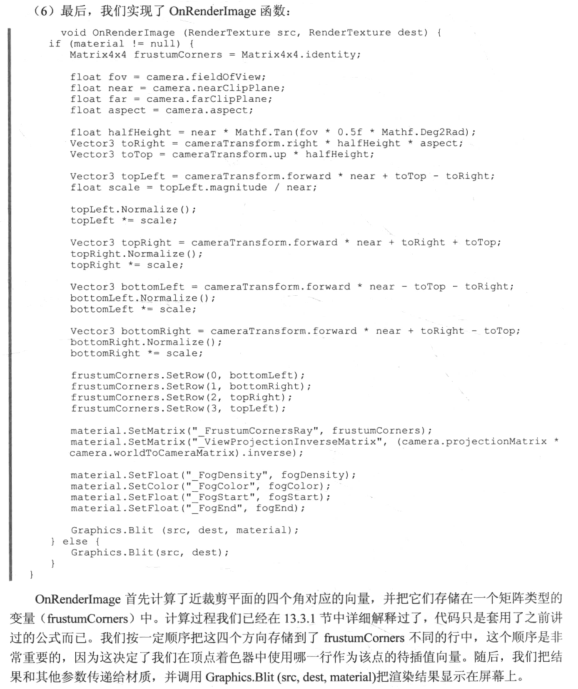 （6）最后，我们实现了 OnRenderImage 函数：
void OnRenderImage (RenderTexture src, RenderTexture dest) {
if (material != null) {
Matrix4x4 frustumCorners = Matrix4x4.identity;
float fov = camera.fieldOfView;
float near = camera.nearClipPlane;
float far = camera.farClipPlane;
float aspect = camera.aspect;
float halfHeight = near * Mathf.Tan(fov * 0.5f * Mathf.Deg2Rad);
Vector3 toRight = cameraTransform.right * halfHeight * aspect;
Vector3 toTop = cameraTransform.up * halfHeight;
Vector3 topLeft = cameraTransform.forward * near + toTop - toRight;
float scale = topLeft.magnitude / near;
topLeft.Normalize();
topLeft *= scale;
Vector3 topRight = cameraTransform.forward * near + toRight + toTop;
topRight.Normalize();
topRight *= scale;
Vector3 bottomLeft = cameraTransform.forward * near - toTop - toRight;
bottomLeft.Normalize();
bottomLeft *= scale;
Vector3 bottomRight = cameraTransform.forward * near + toRight - toTop;
bottomRight.Normalize();
bottomRight *= scale;
frustumCorners.SetRow(0, bottomLeft);
frustumCorners.SetRow(1, bottomRight);
frustumCorners.SetRow(2, topRight);
frustumCorners.SetRow(3, topLeft);
material.SetMatrix("_FrustumCornersRay", frustumCorners);
material.SetMatrix("_ViewProjectionInverseMatrix", (camera.projectionMatrix *
camera.worldToCameraMatrix).inverse);
material.SetFloat("_FogDensity", fogDensity);
material.SetColor("_FogColor", fogColor);
material.SetFloat("_FogStart", fogStart);
material.SetFloat("_FogEnd", fogEnd);
Graphics.Blit (src, dest, material);
} else {
Graphics.Blit(src, dest);
}
}
OnRenderImage 首先计算了近裁剪平面的四个角对应的向量，并把它们存储在一个矩阵类型的
变量（frustumCorners）中。计算过程我们已经在 13.3.1 节中详细解释过了，代码只是套用了之前讲
过的公式而已。我们按一定顺序把这四个方向存储到了 frustumCorners 不同的行中，这个顺序是非
常重要的，因为这决定了我们在顶点着色器中使用哪一行作为该点的待插值向量。随后，我们把结
果和其他参数传递给材质，并调用 Graphics.Blit (src, dest, material)把渲染结果显示在屏幕上。